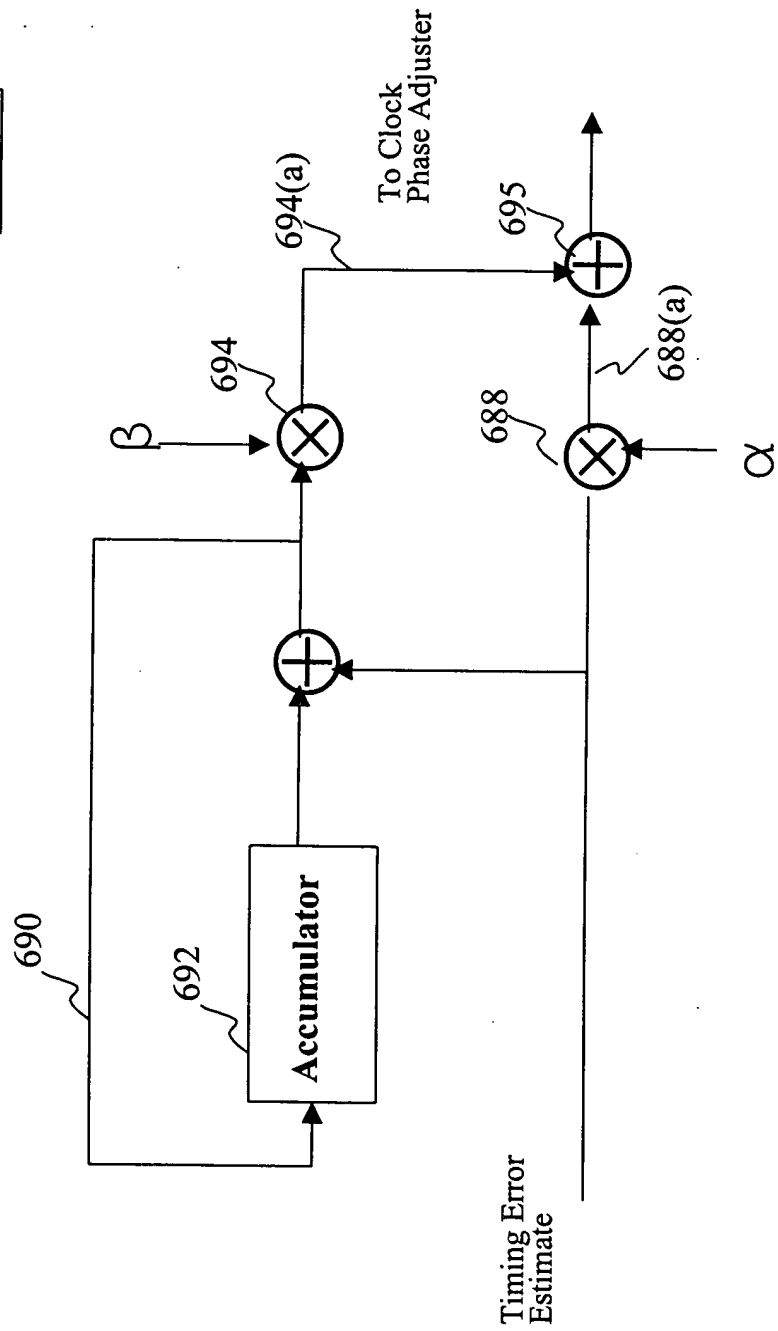 690
692
Accumulator
β
694
694(a)
To Clock
Phase Adjuster
695
688
688(a)
α
Timing Error
Estimate